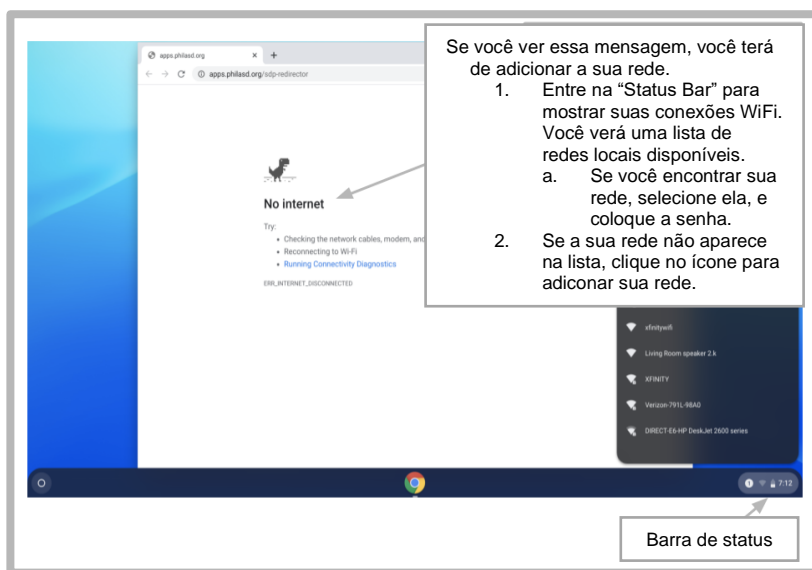 apps.philasd.org
apps.philasd.org/sdp-redirector
No internet
Try:
• Checking the network cables, modem, and
• Reconnecting to Wi-Fi
• Running Connectivity Diagnostics
ERR_INTERNET_DISCONNECTED
Se você ver essa mensagem, você terá
de adicionar a sua rede.
1. Entre na “Status Bar” para
mostrar suas conexões WiFi.
Você verá uma lista de
redes locais disponíveis.
a. Se você encontrar sua
rede, selecione ela, e
coloque a senha.
2. Se a sua rede não aparece
na lista, clique no ícone para
adiconar sua rede.
xfinitywifi
Living Room speaker 2.k
XFINITY
Verizon-791L-98A0
DIRECT-E6-HP DeskJet 2600 series
7:12
Barra de status